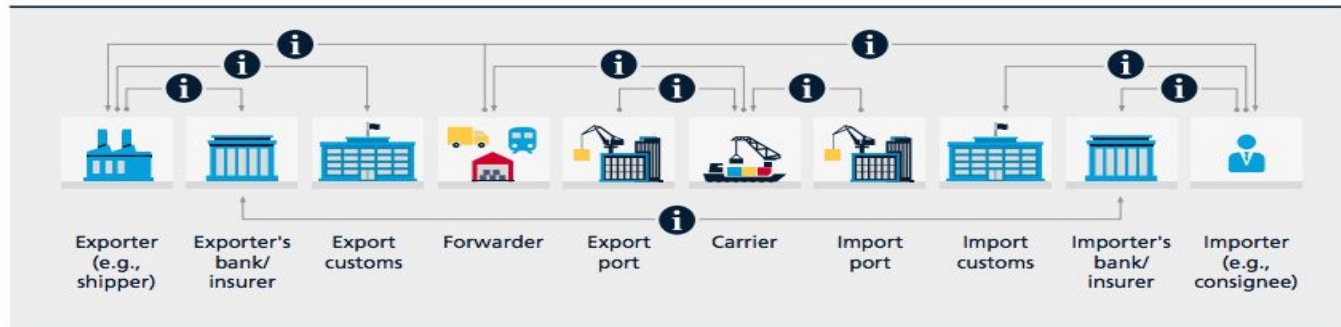 i
i
i
i
i
i
i
i
i
i
Exporter
(e.g.,
shipper)
Exporter's
bank/
insurer
Export
customs
Forwarder
Export
port
Carrier
Import
port
Import
customs
Importer's
bank/
insurer
Importer
(e.g.,
consignee)